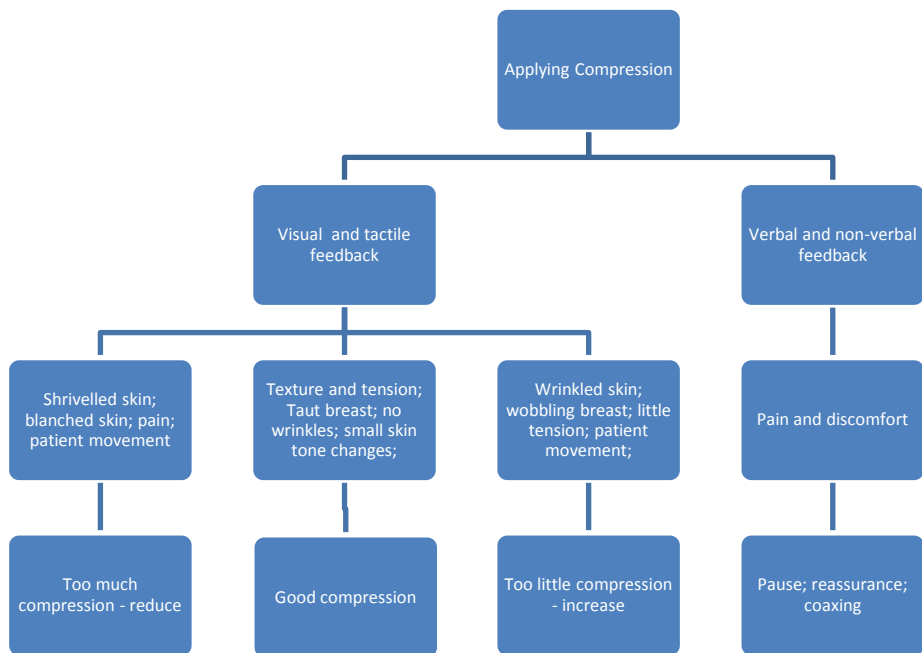 Applying Compression
Visual and tactile
feedback
Verbal and non-verbal
feedback
Shrivelled skin;
blanched skin; pain;
patient movement
Texture and tension;
Taut breast; no
wrinkles; small skin
tone changes;
Wrinkled skin;
wobbling breast; little
tension; patient
movement;
Pain and discomfort
Too much
compression - reduce
Good compression
Too little compression
- increase
Pause; reassurance;
coaxing